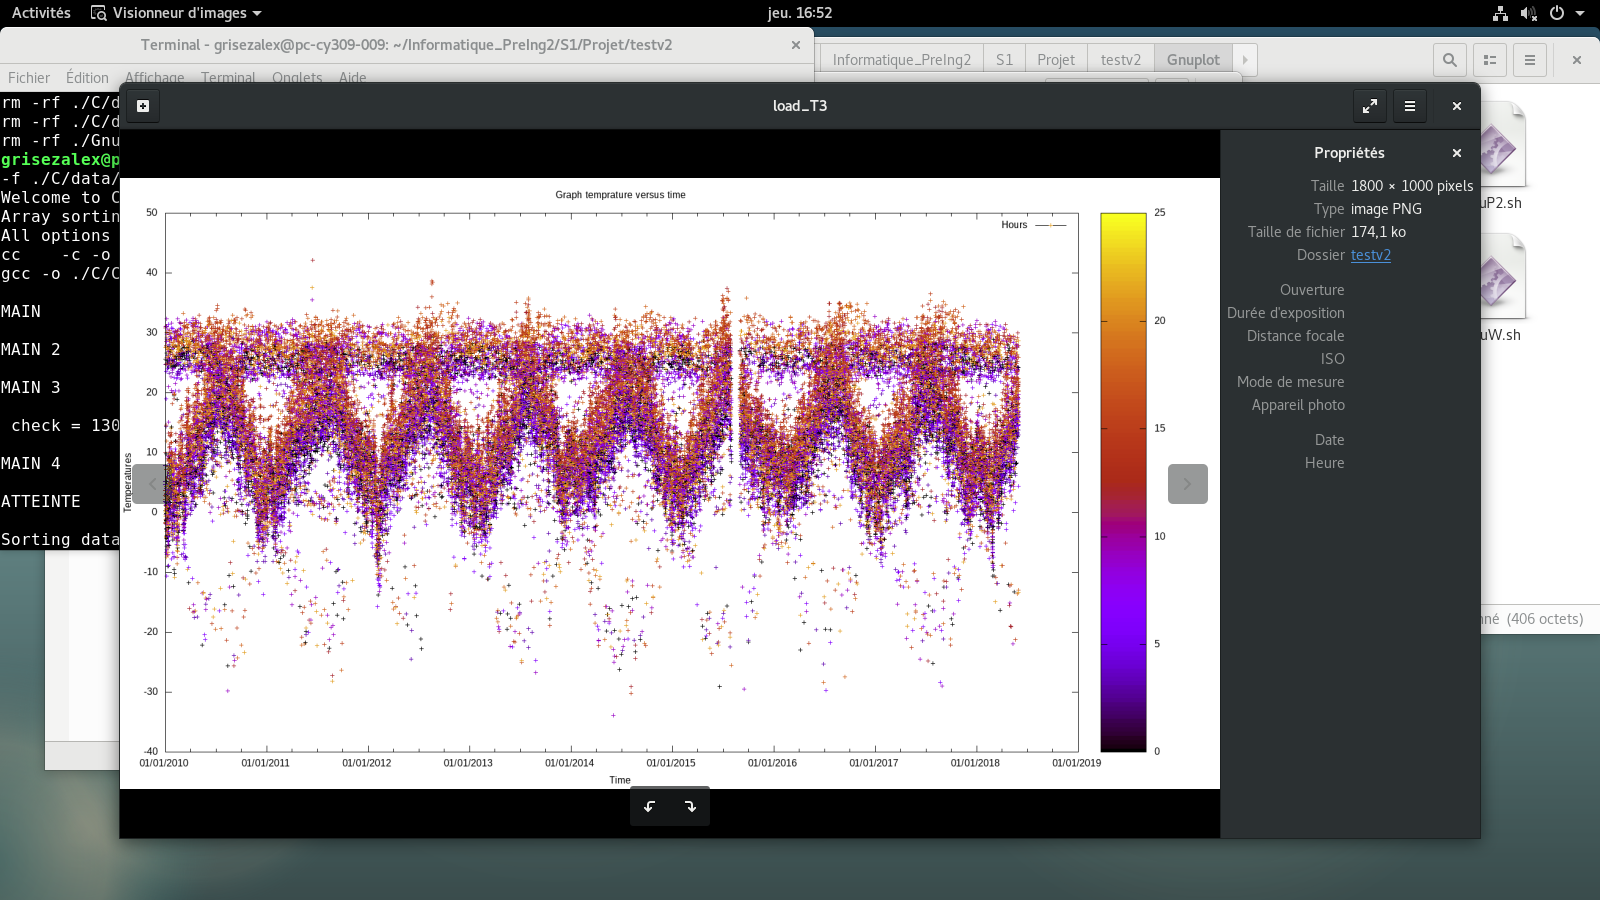 Activités
Visionneur d'images
jeu. 16:52
Terminal - grisezalex@pc-cy309-009: ~/Informatique_PreIng2/S1/Projet/testv2
Informatique_PreIng2
S1
Projet
testv2
Gnuplot
Fichier Édition Affichage Terminal Onglets Aide
rm -rf ./C/d
rm -rf ./C/d
rm -rf ./Gnu
grisezalex@p
-f ./C/data/
Welcome to C
Array sortin
All options
cc -c -o
gcc -o ./C/C
MAIN
MAIN 2
MAIN 3
check = 130
MAIN 4
ATTEINTE
Sorting data
load_T3
Graph temprature versus time
Hours
Temperatures
50
40
30
20
10
0
-10
-20
-30
-40
01/01/2010 01/01/2011 01/01/2012 01/01/2013 01/01/2014 01/01/2015 01/01/2016 01/01/2017 01/01/2018 01/01/2019
Time
25
20
15
10
5
0
Propriétés
Taille 1800 × 1000 pixels
Type image PNG
Taille de fichier 174,1 ko
Dossier testv2
Ouverture
Durée d'exposition
Distance focale
ISO
Mode de mesure
Appareil photo
Date
Heure
uP2.sh
uW.sh
nné (406 octets)